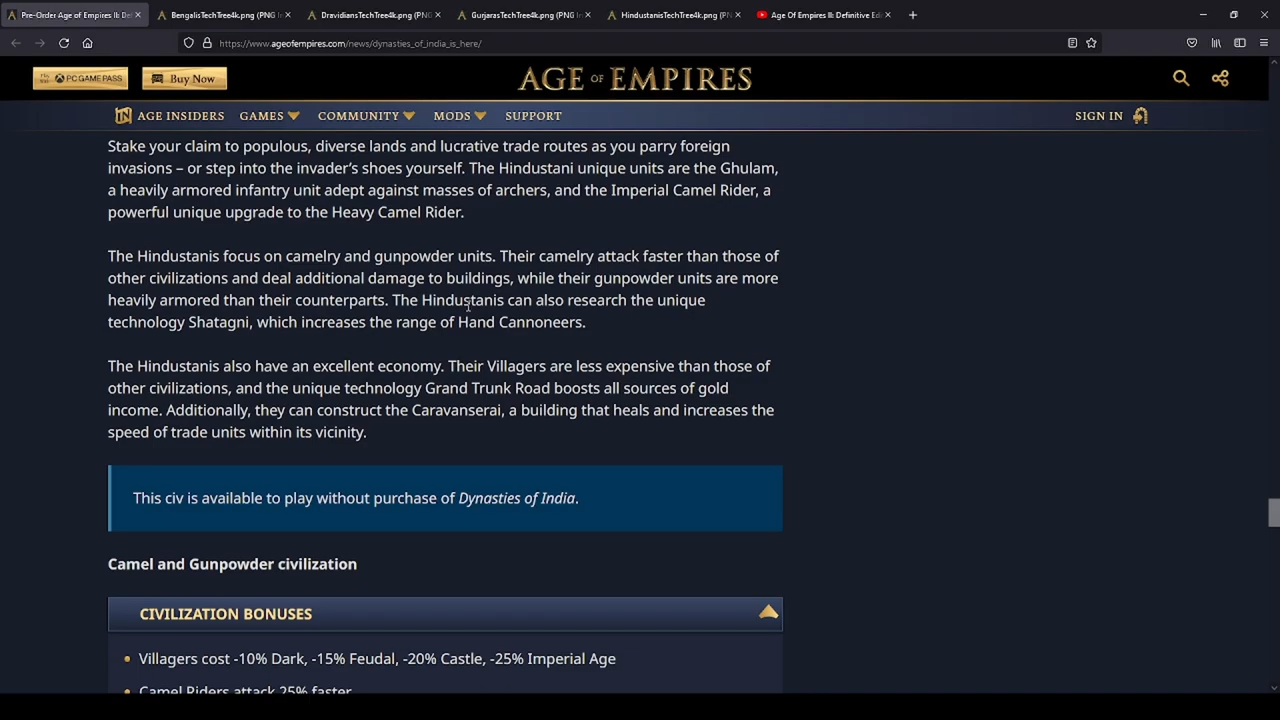 Pre-Order Age of Empires II: De
BengalisTechTree4k.png (PNG I
DravidiansTechTree4k.png (PNG
GurjarasTechTree4k.png (PNG I
HindustanisTechTree4k.png (PN
Age Of Empires II: Definitive Ed
https://www.ageofempires.com/news/dynasties_of_india_is_here/
PC GAME PASS
Buy Now
AGE OF EMPIRES
AGE INSIDERS GAMES COMMUNITY MODS SUPPORT
SIGN IN
Stake your claim to populous, diverse lands and lucrative trade routes as you parry foreign
invasions – or step into the invader's shoes yourself. The Hindustani unique units are the Ghulam,
a heavily armored infantry unit adept against masses of archers, and the Imperial Camel Rider, a
powerful unique upgrade to the Heavy Camel Rider.
The Hindustanis focus on camelry and gunpowder units. Their camelry attack faster than those of
other civilizations and deal additional damage to buildings, while their gunpowder units are more
heavily armored than their counterparts. The Hindustanis can also research the unique
technology Shatagni, which increases the range of Hand Cannoneers.
The Hindustanis also have an excellent economy. Their Villagers are less expensive than those of
other civilizations, and the unique technology Grand Trunk Road boosts all sources of gold
income. Additionally, they can construct the Caravanserai, a building that heals and increases the
speed of trade units within its vicinity.
This civ is available to play without purchase of Dynasties of India.
Camel and Gunpowder civilization
CIVILIZATION BONUSES
Villagers cost -10% Dark, -15% Feudal, -20% Castle, -25% Imperial Age
Camel Riders attack 25% faster